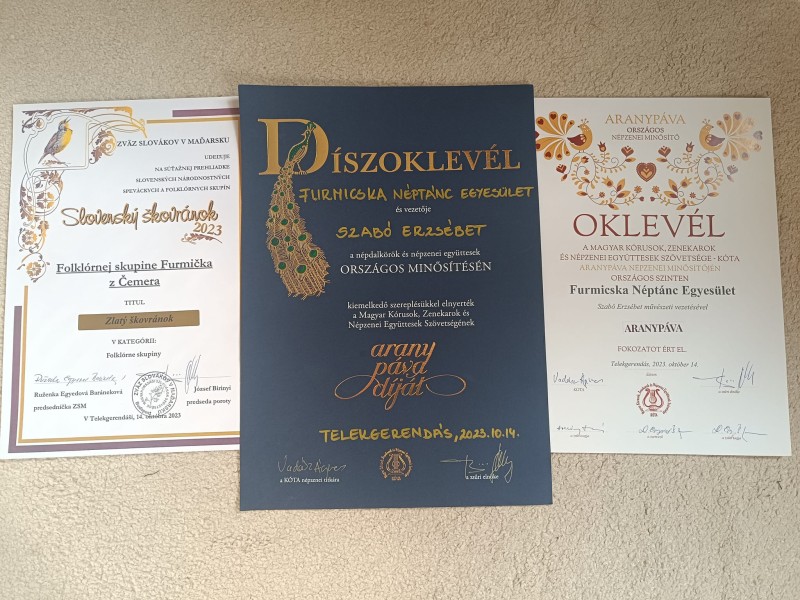 ZVÄZ SLOVÁKOV V MAĎARSKU
UDEĽUJE
NA SÚŤAŽNEJ PREHLIADKE
SLOVENSKÝCH NÁRODNOSTNÝCH
SPEVÁCKYCH A FOLKLÓRNYCH SKUPÍN
Slovenský škovránok
2023
Folklórnej skupine Furmička
z Čemera
TITUL
Zlatý škovránok
V KATEGÓRII:
Folklórne skupiny
Ruženka Egyedová Baráneková
predsedníčka ZSM
József Birinyi
predseda poroty
V Telekgerendáši, 14. októbra 2023
DÍSZOKLEVÉL
FURMICSKA NÉPTÁNC EGYESÜLET
és vezetője
SZABÓ ERZSÉBET
a népdalkörök és népzenei együttesek
ORSZÁGOS MINŐSÍTÉSÉN
kiemelkedő szereplésükkel elnyerték
a Magyar Kórusok, Zenekarok és
Népzenei Együttesek Szövetségének
arany
páva
díját
TELEKGERENDÁS, 2023.10.14.
a KÓTA népzenei titkára
a zsűri elnöke
ARANYPÁVA
ORSZÁGOS
NÉPZENEI MINŐSÍTŐ
OKLEVÉL
A MAGYAR KÓRUSOK, ZENEKAROK
ÉS NÉPZENEI EGYÜTTESEK SZÖVETSÉGE - KÓTA
ARANYPÁVA NÉPZENEI MINŐSÍTŐJÉN
ORSZÁGOS SZINTEN
Furmicska Néptánc Egyesület
Szabó Erzsébet művészeti vezetésével
ARANYPÁVA
FOKOZATOT ÉRT EL.
Telekgerendás, 2023. október 14.
KÓTA